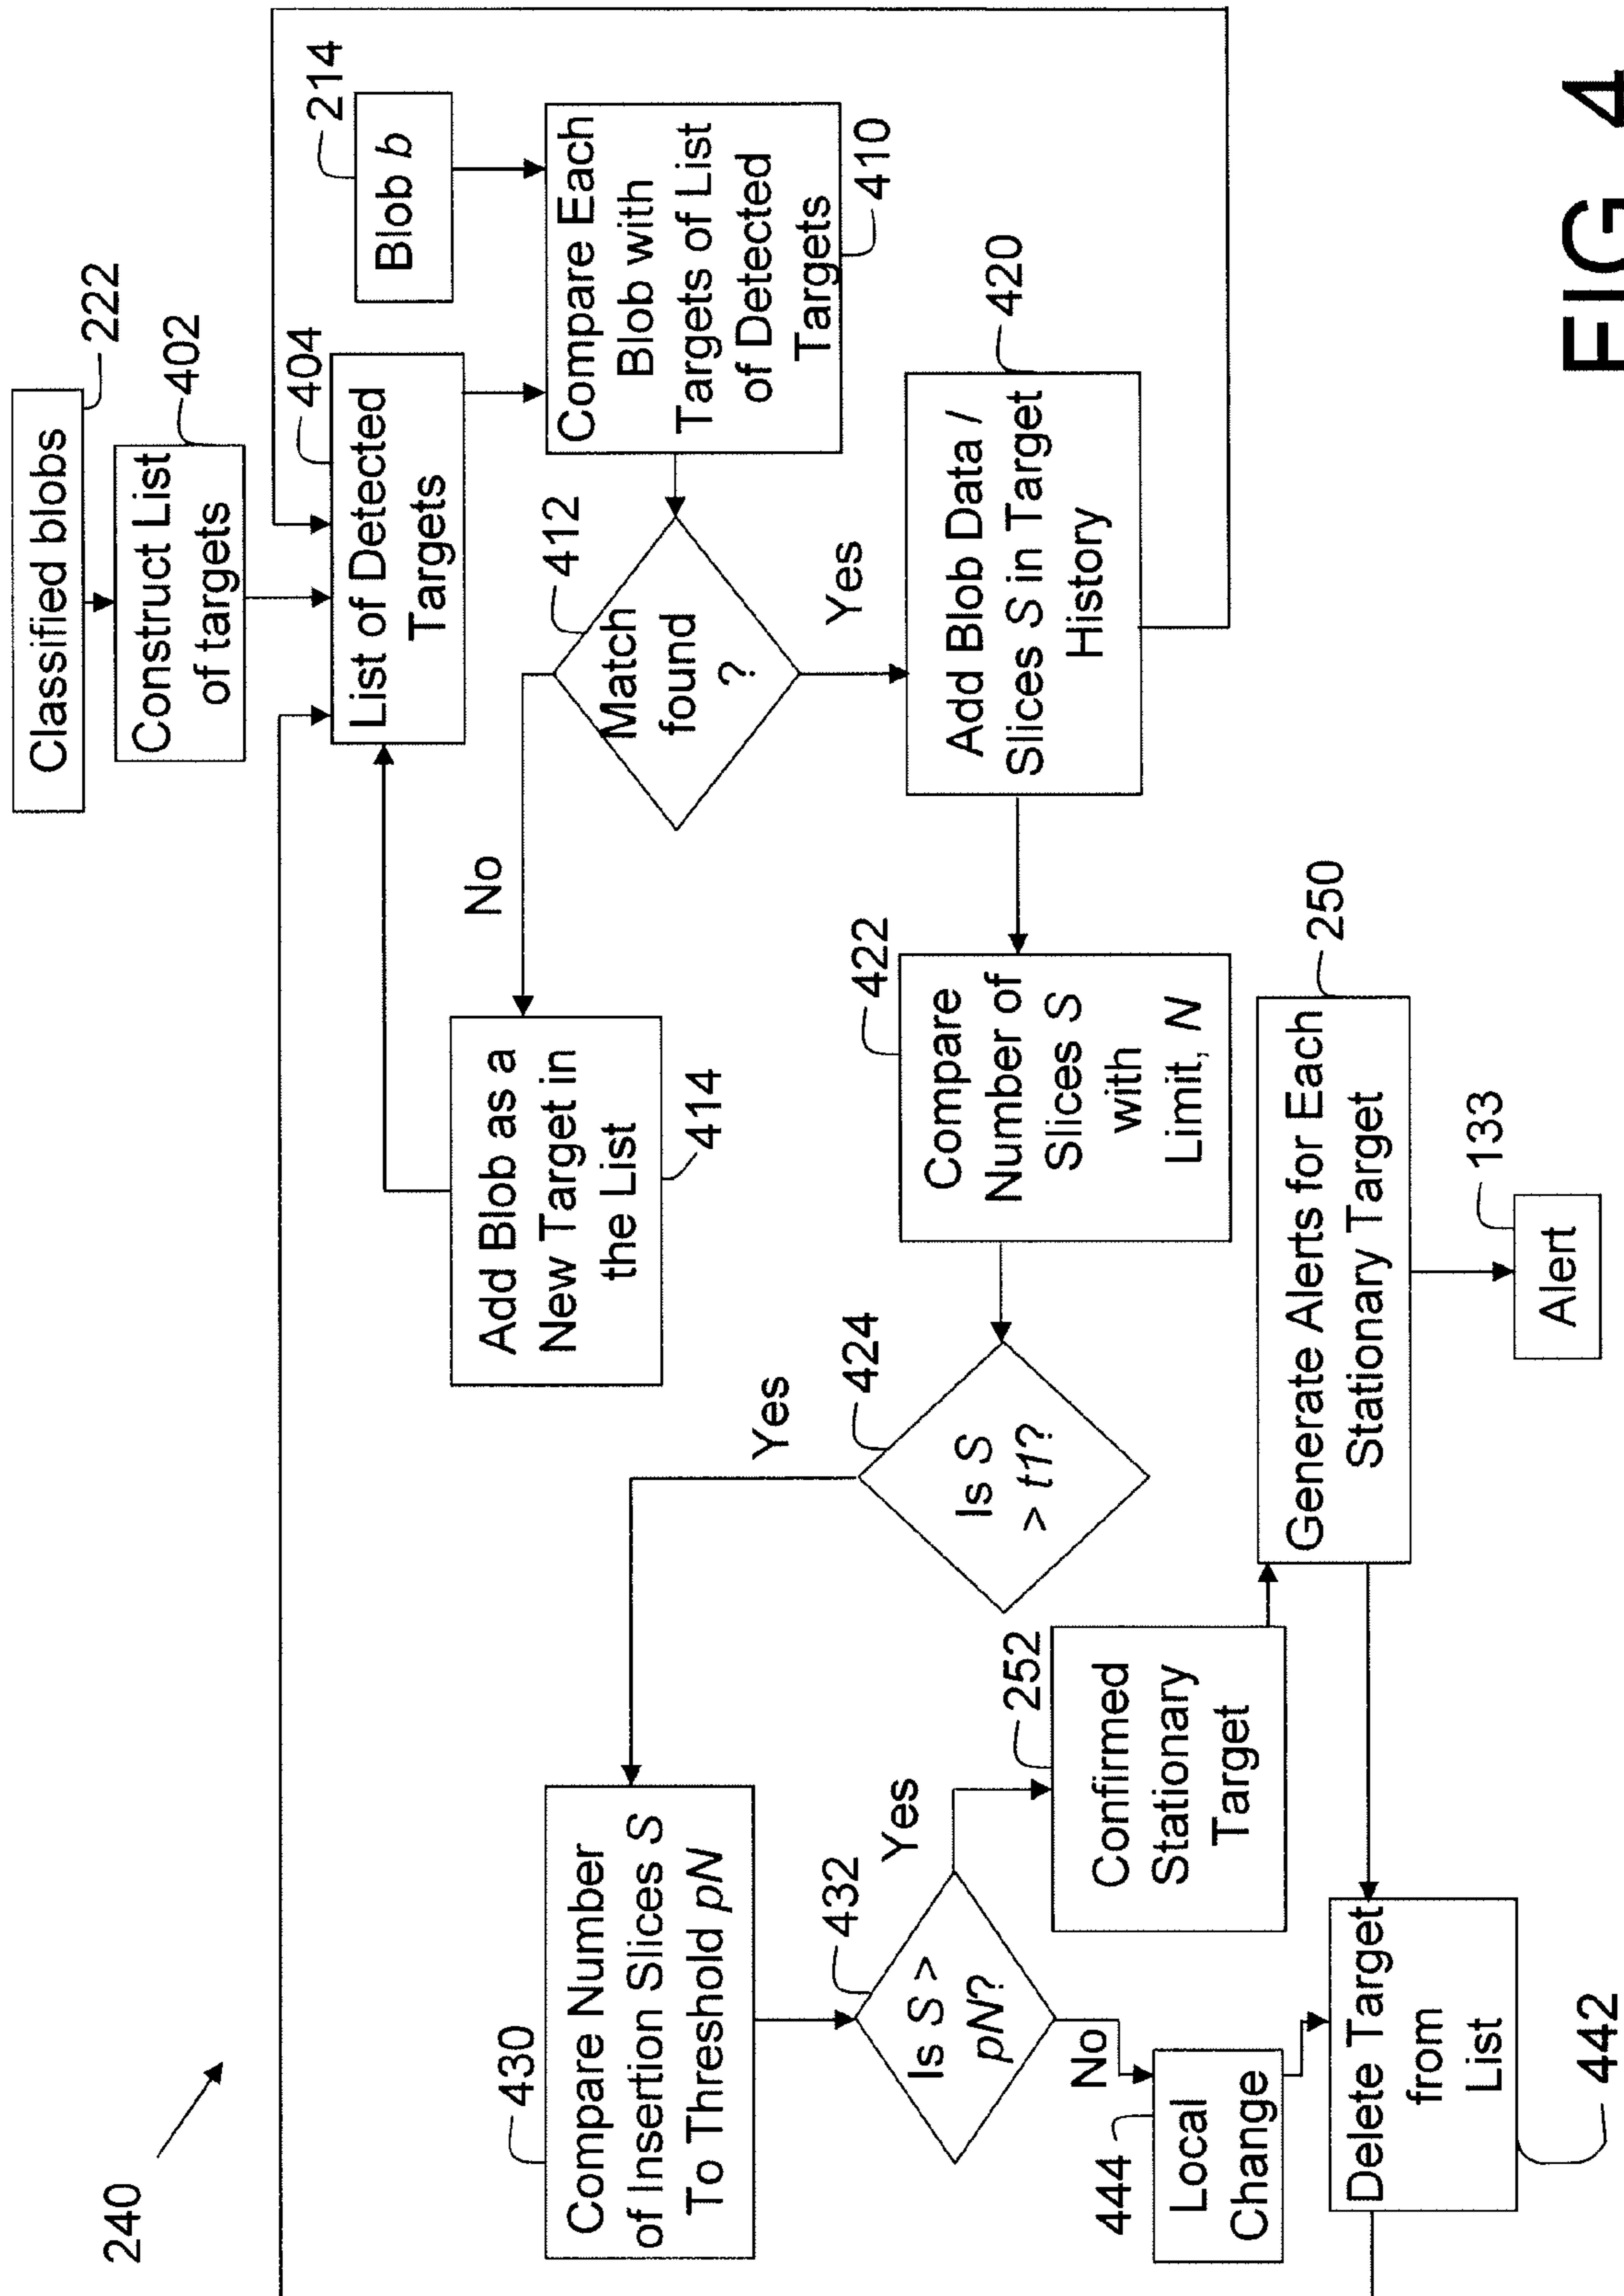 240
Classified blobs
222
Construct List
of targets
402
404
List of Detected
Targets
214
Blob b
Compare Each
Blob with
Targets of List
of Detected
Targets
410
412
Match
found
?
No
Yes
Add Blob as a
New Target in
the List
414
Add Blob Data /
Slices S in Target
History
420
422
Compare
Number of
Slices S
with
Limit, N
424
Is S
> t1?
Yes
430
Compare Number
of Insertion Slices S
To Threshold pN
432
Is S >
pN?
Yes
No
252
Confirmed
Stationary
Target
250
Generate Alerts for Each
Stationary Target
133
Alert
444
Local
Change
Delete Target
from
List
442
FIG 4